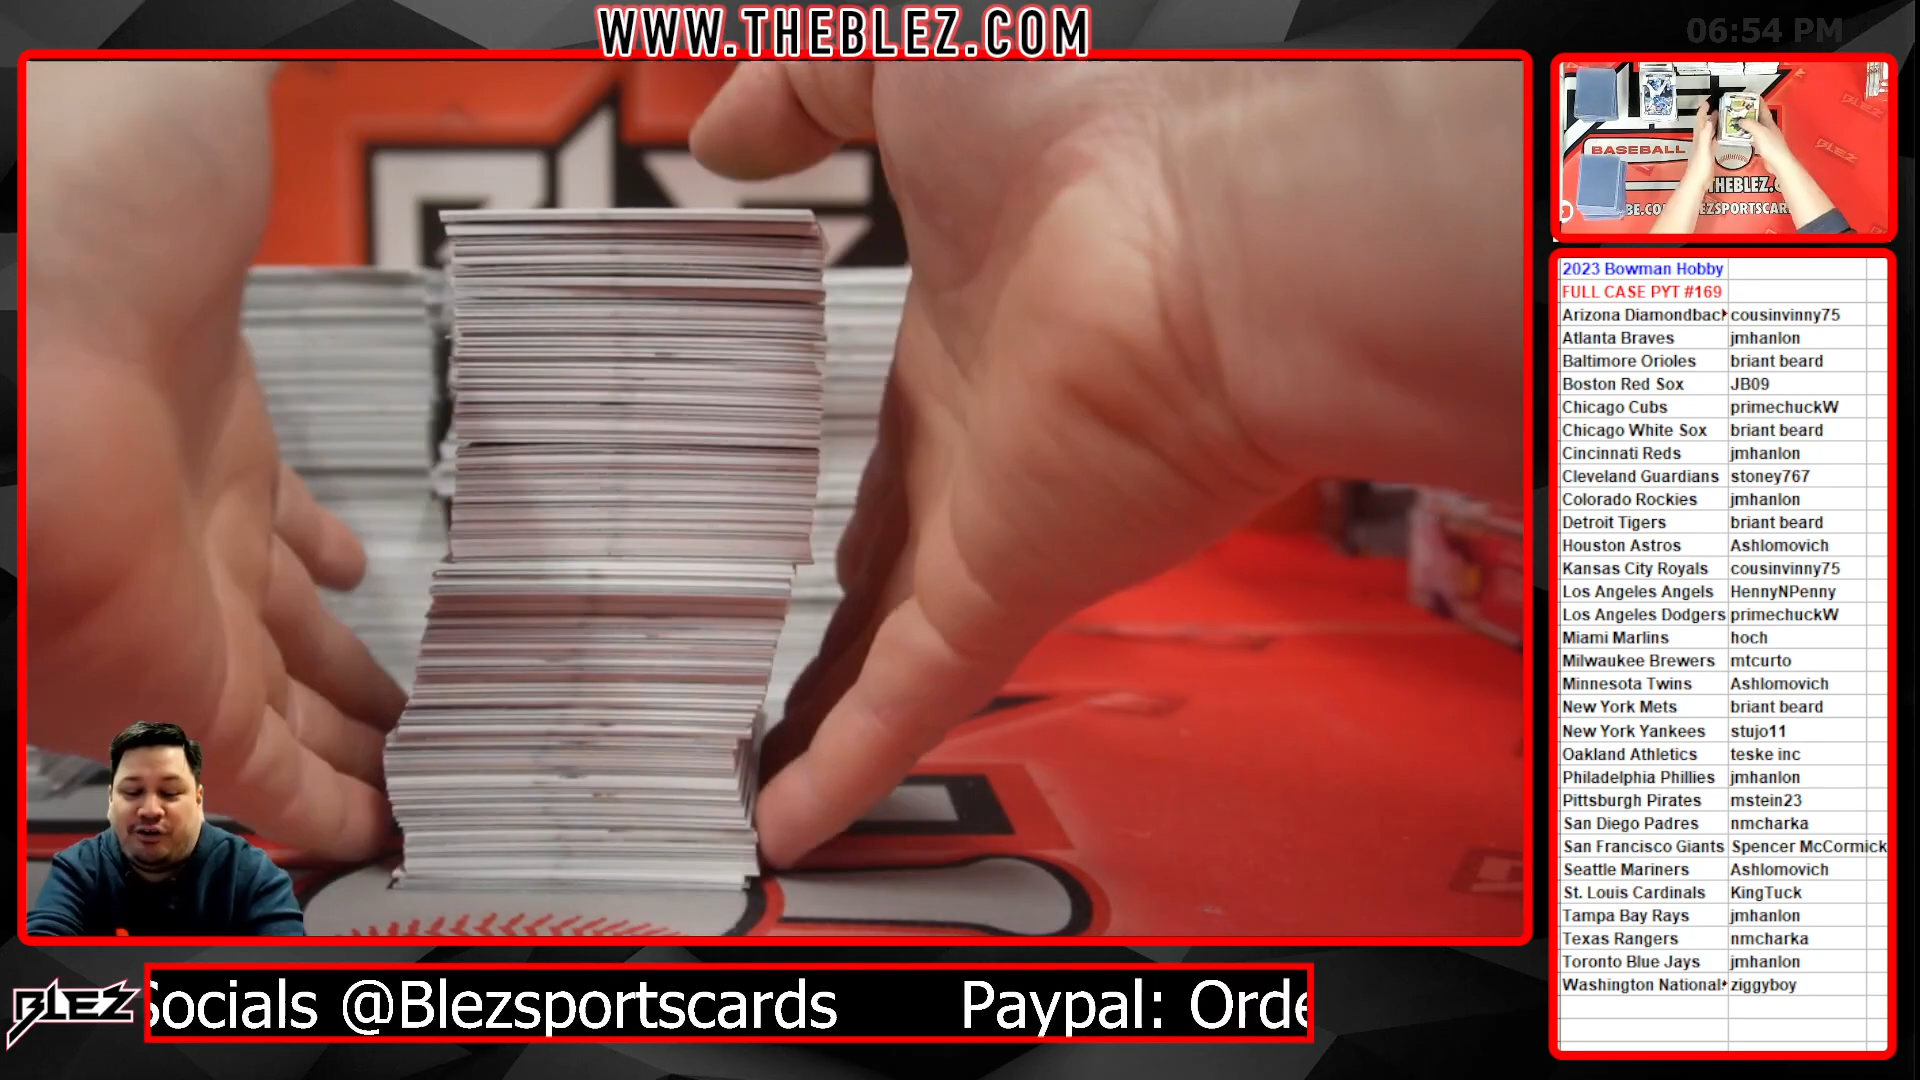 WWW.THEBLEZ.COM
06:54 PM
BLEZ
BASEBALL
THEBLEZ.C
BE.CO
EZSPORTSCAR
BLEZ
2023 Bowman Hobby
FULL CASE PYT #169
Arizona Diamondback cousinvinny75
Atlanta Braves jmhanlon
Baltimore Orioles briant beard
Boston Red Sox JB09
Chicago Cubs primechuckW
Chicago White Sox briant beard
Cincinnati Reds jmhanlon
Cleveland Guardians stoney767
Colorado Rockies jmhanlon
Detroit Tigers briant beard
Houston Astros Ashlomovich
Kansas City Royals cousinvinny75
Los Angeles Angels HennyNPenny
Los Angeles Dodgers primechuckW
Miami Marlins hoch
Milwaukee Brewers mtcurto
Minnesota Twins Ashlomovich
New York Mets briant beard
New York Yankees stujo11
Oakland Athletics teske inc
Philadelphia Phillies jmhanlon
Pittsburgh Pirates mstein23
San Diego Padres nmcharka
San Francisco Giants Spencer McCormick
Seattle Mariners Ashlomovich
St. Louis Cardinals KingTuck
Tampa Bay Rays jmhanlon
Texas Rangers nmcharka
Toronto Blue Jays jmhanlon
Washington National ziggyboy
BLEZ
Socials @Blezsportscards Paypal: Orde